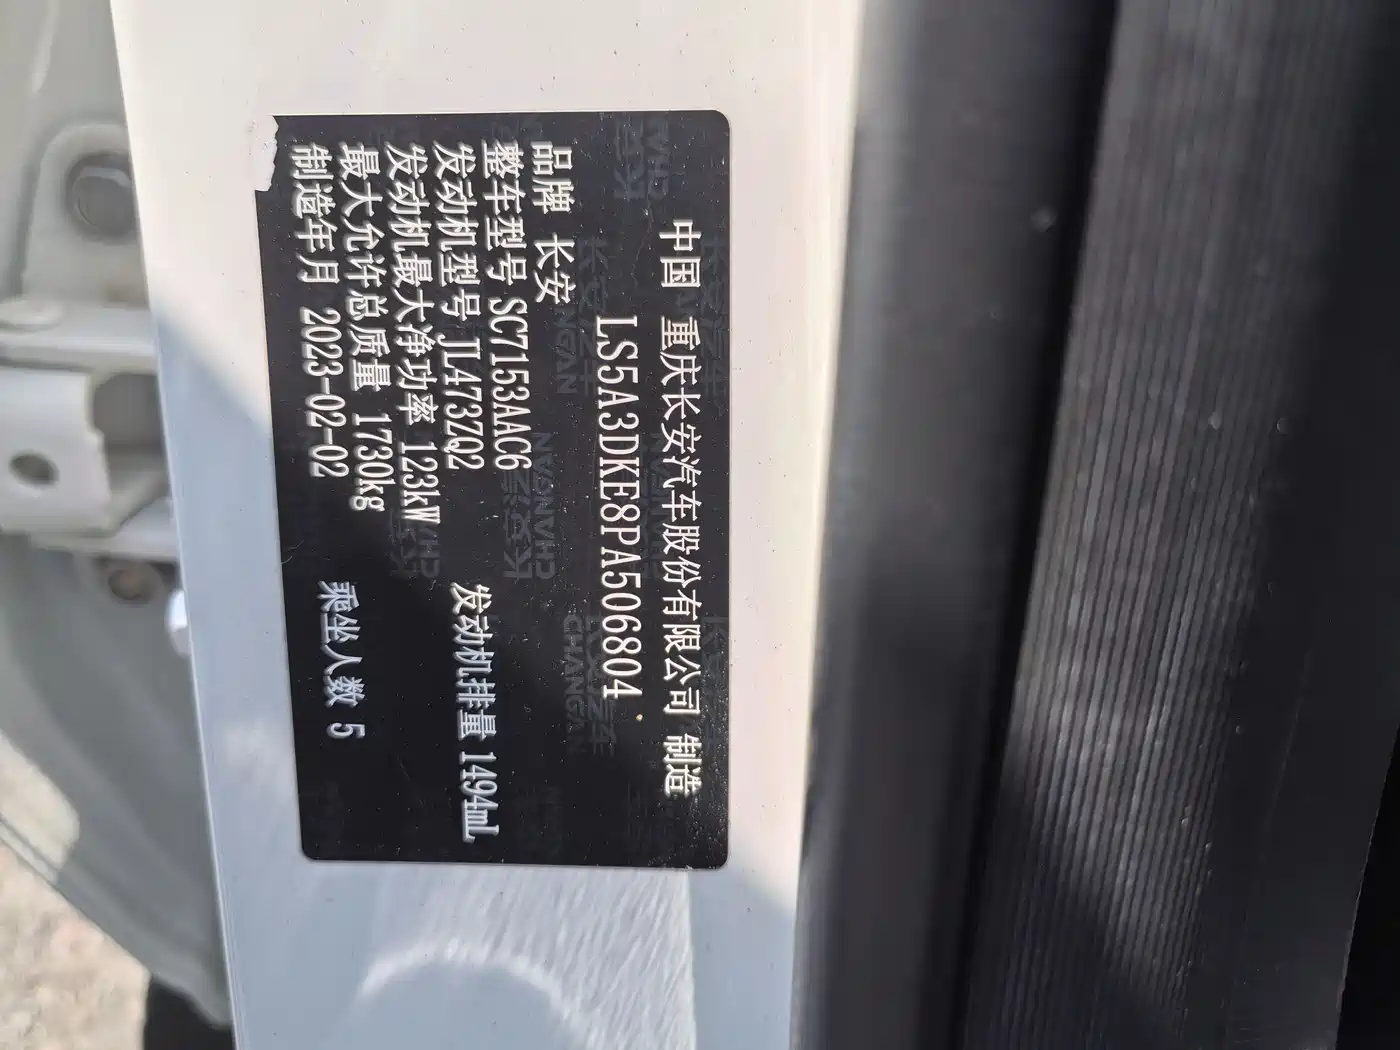 中国 重庆长安汽车股份有限公司 制造
LS5A3DKE8PA506804
品牌 长安
整车型号 SC7153AAC6
发动机型号 JL473ZQ2 发动机排量 1494mL
发动机最大净功率 123kW
最大允许总质量 1730kg
制造年月 2023-02-02 乘坐人数 5